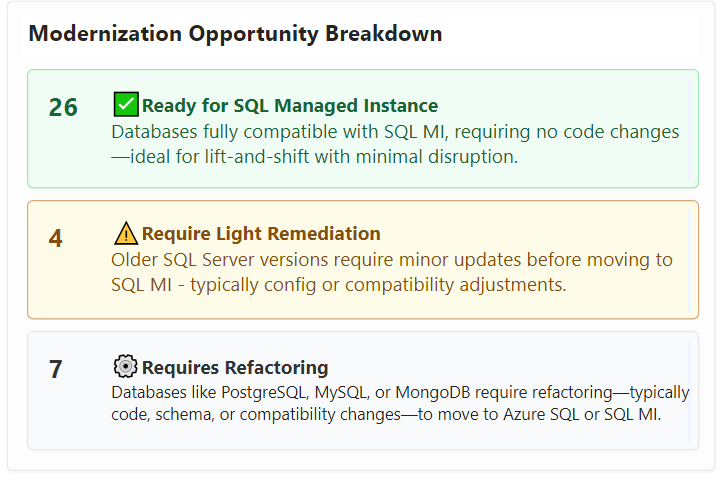 Modernization Opportunity Breakdown
26
Ready for SQL Managed Instance
Databases fully compatible with SQL MI, requiring no code changes
—ideal for lift-and-shift with minimal disruption.
4
Require Light Remediation
Older SQL Server versions require minor updates before moving to
SQL MI - typically config or compatibility adjustments.
7
Requires Refactoring
Databases like PostgreSQL, MySQL, or MongoDB require refactoring—typically
code, schema, or compatibility changes—to move to Azure SQL or SQL MI.